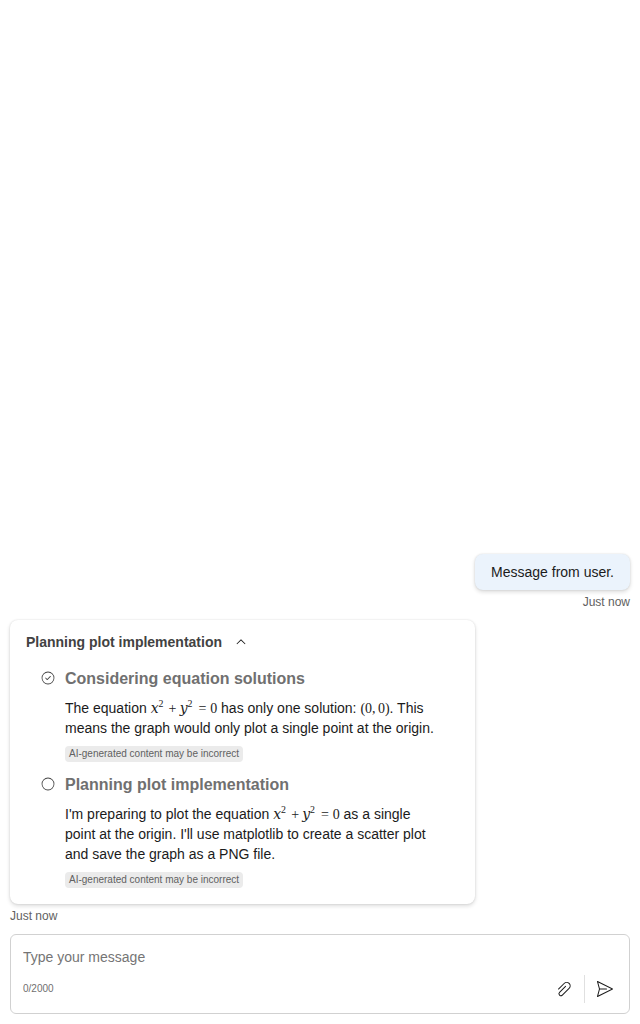 Message from user.
Just now
Planning plot implementation
Considering equation solutions
The equation x² + y² = 0 has only one solution: (0, 0). This
means the graph would only plot a single point at the origin.
AI-generated content may be incorrect
Planning plot implementation
I'm preparing to plot the equation x² + y² = 0 as a single
point at the origin. I'll use matplotlib to create a scatter plot
and save the graph as a PNG file.
AI-generated content may be incorrect
Just now
Type your message
0/2000